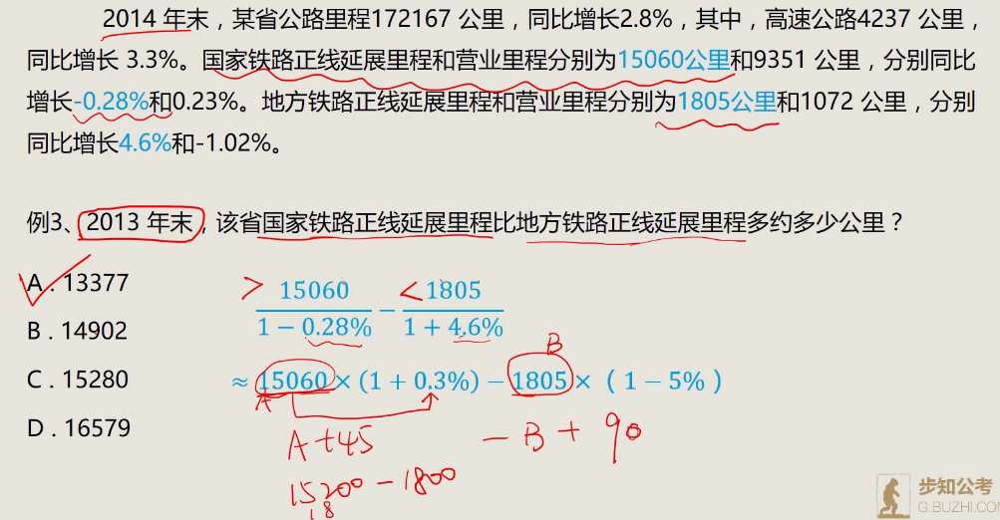 2014 年末，某省公路里程172167 公里，同比增长2.8%，其中，高速公路4237 公里，
同比增长 3.3%。国家铁路正线延展里程和营业里程分别为15060公里和9351 公里，分别同比
增长-0.28%和0.23%。地方铁路正线延展里程和营业里程分别为1805公里和1072 公里，分别
同比增长4.6%和-1.02%。
例3、2013 年末，该省国家铁路正线延展里程比地方铁路正线延展里程多约多少公里？
A . 13377
B . 14902
C . 15280
D . 16579
> 15060 < 1805
1 − 0.28% − 1 + 4.6%
B
≈ 15060 × (1 + 0.3%) − 1805 × （ 1 − 5% ）
A
A + 45 − B + 90
15200 − 1800
18
步知公考
G.BUZHI.COM